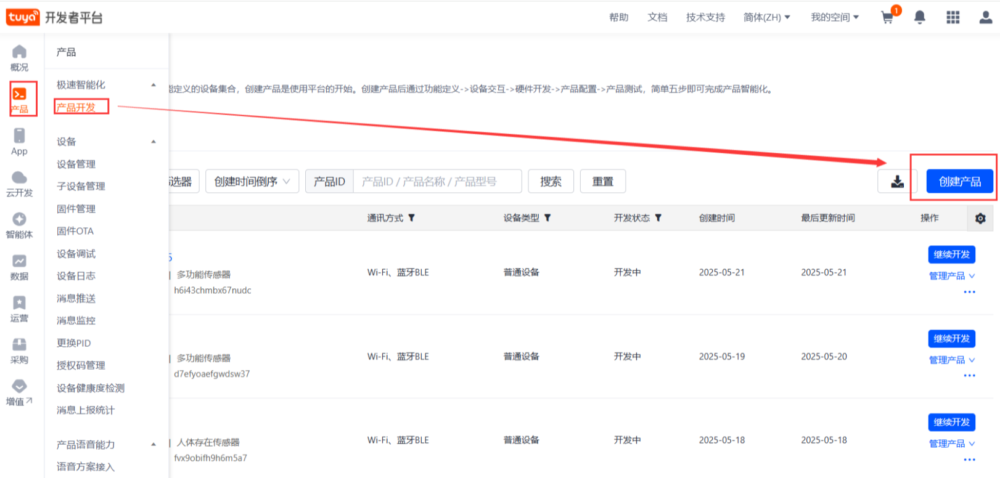 tuya 开发者平台
帮助 文档 技术支持 简体(ZH) 我的空间 1
概况
产品
App
云开发
智能体
数据
运营
采购
增值
产品
极速智能化
产品开发
设备
设备管理
子设备管理
固件管理
固件OTA
设备调试
设备日志
消息推送
消息监控
更换PID
授权码管理
设备健康度检测
消息上报统计
产品语音能力
语音方案接入
定义的设备集合，创建产品是使用平台的开始。创建产品后通过功能定义->设备交互->硬件开发->产品配置->产品测试，简单五步即可完成产品智能化。
选器 创建时间倒序 产品ID 产品ID / 产品名称 / 产品型号 搜索 重置 创建产品
通讯方式 设备类型 开发状态 创建时间 最后更新时间 操作
5
| 多功能传感器
h6i43chmbx67nudc
Wi-Fi、蓝牙BLE 普通设备 开发中 2025-05-21 2025-05-21
继续开发
管理产品
...
| 多功能传感器
d7efyoaefgwdsw37
Wi-Fi、蓝牙BLE 普通设备 开发中 2025-05-19 2025-05-20
继续开发
管理产品
...
| 人体存在传感器
fvx9obifh9h6m5a7
Wi-Fi、蓝牙BLE 普通设备 开发中 2025-05-18 2025-05-18
继续开发
管理产品
...